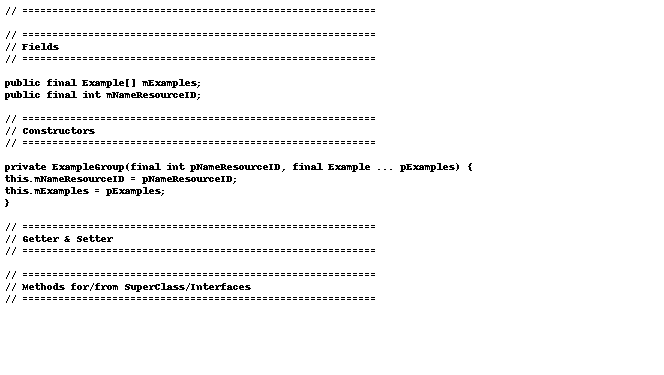 // ===========================================================
// ===========================================================
// Fields
// ===========================================================
public final Example[] mExamples;
public final int mNameResourceID;
// ===========================================================
// Constructors
// ===========================================================
private ExampleGroup(final int pNameResourceID, final Example ... pExamples) {
this.mNameResourceID = pNameResourceID;
this.mExamples = pExamples;
}
// ===========================================================
// Getter & Setter
// ===========================================================
// ===========================================================
// Methods for/from SuperClass/Interfaces
// ===========================================================